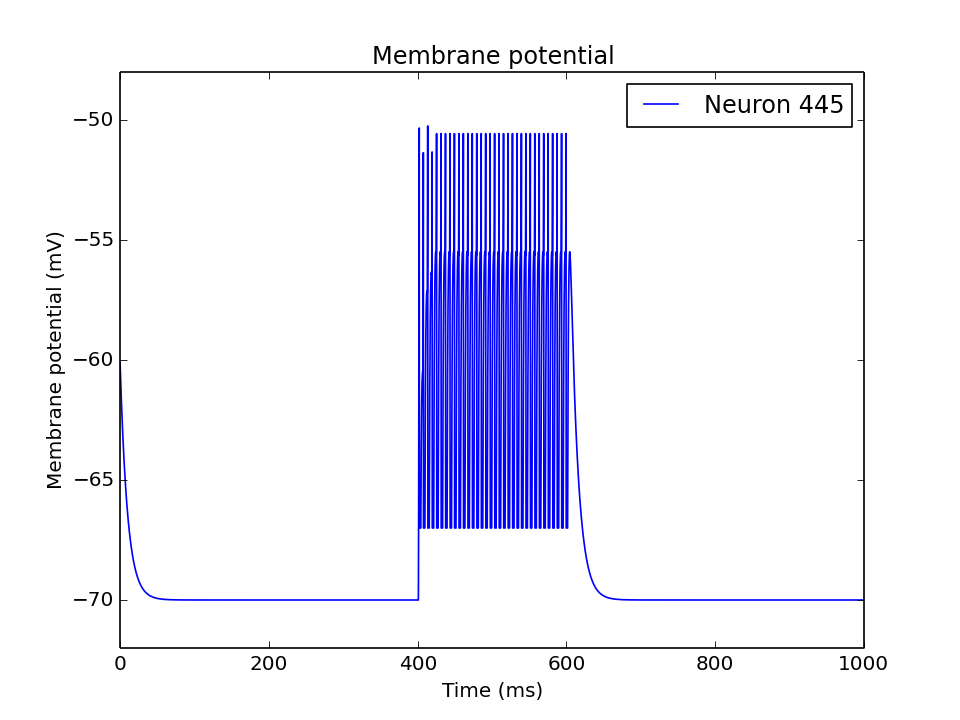 Membrane potential
Neuron 445
Membrane potential (mV)
−50
−55
−60
−65
−70
0 200 400 600 800 1000
Time (ms)